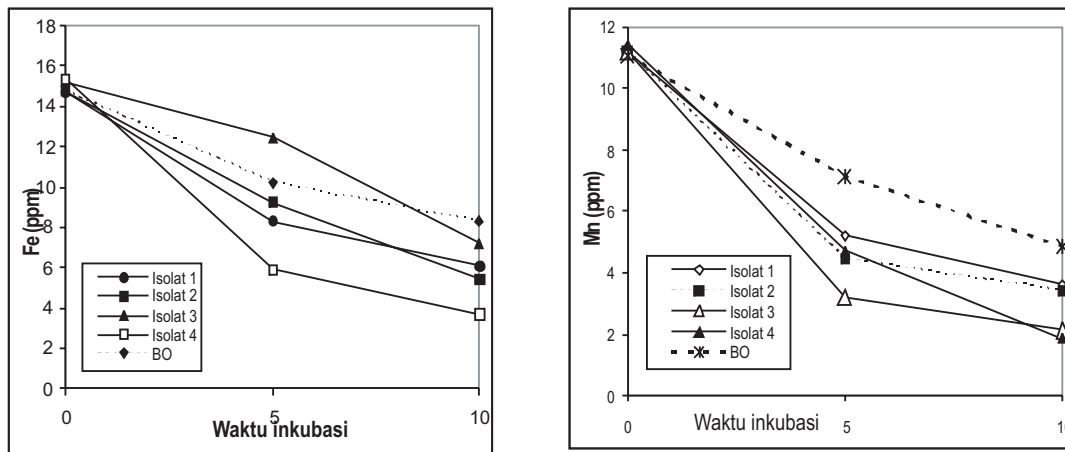 18
16
14
12
10
8
6
4
2
0
Fe (ppm)
Isolat 1
Isolat 2
Isolat 3
Isolat 4
BO
0
5
10
Waktu inkubasi
12
10
8
6
4
2
0
Mn (ppm)
Isolat 1
Isolat 2
Isolat 3
Isolat 4
BO
Waktu inkubasi
0
5
10